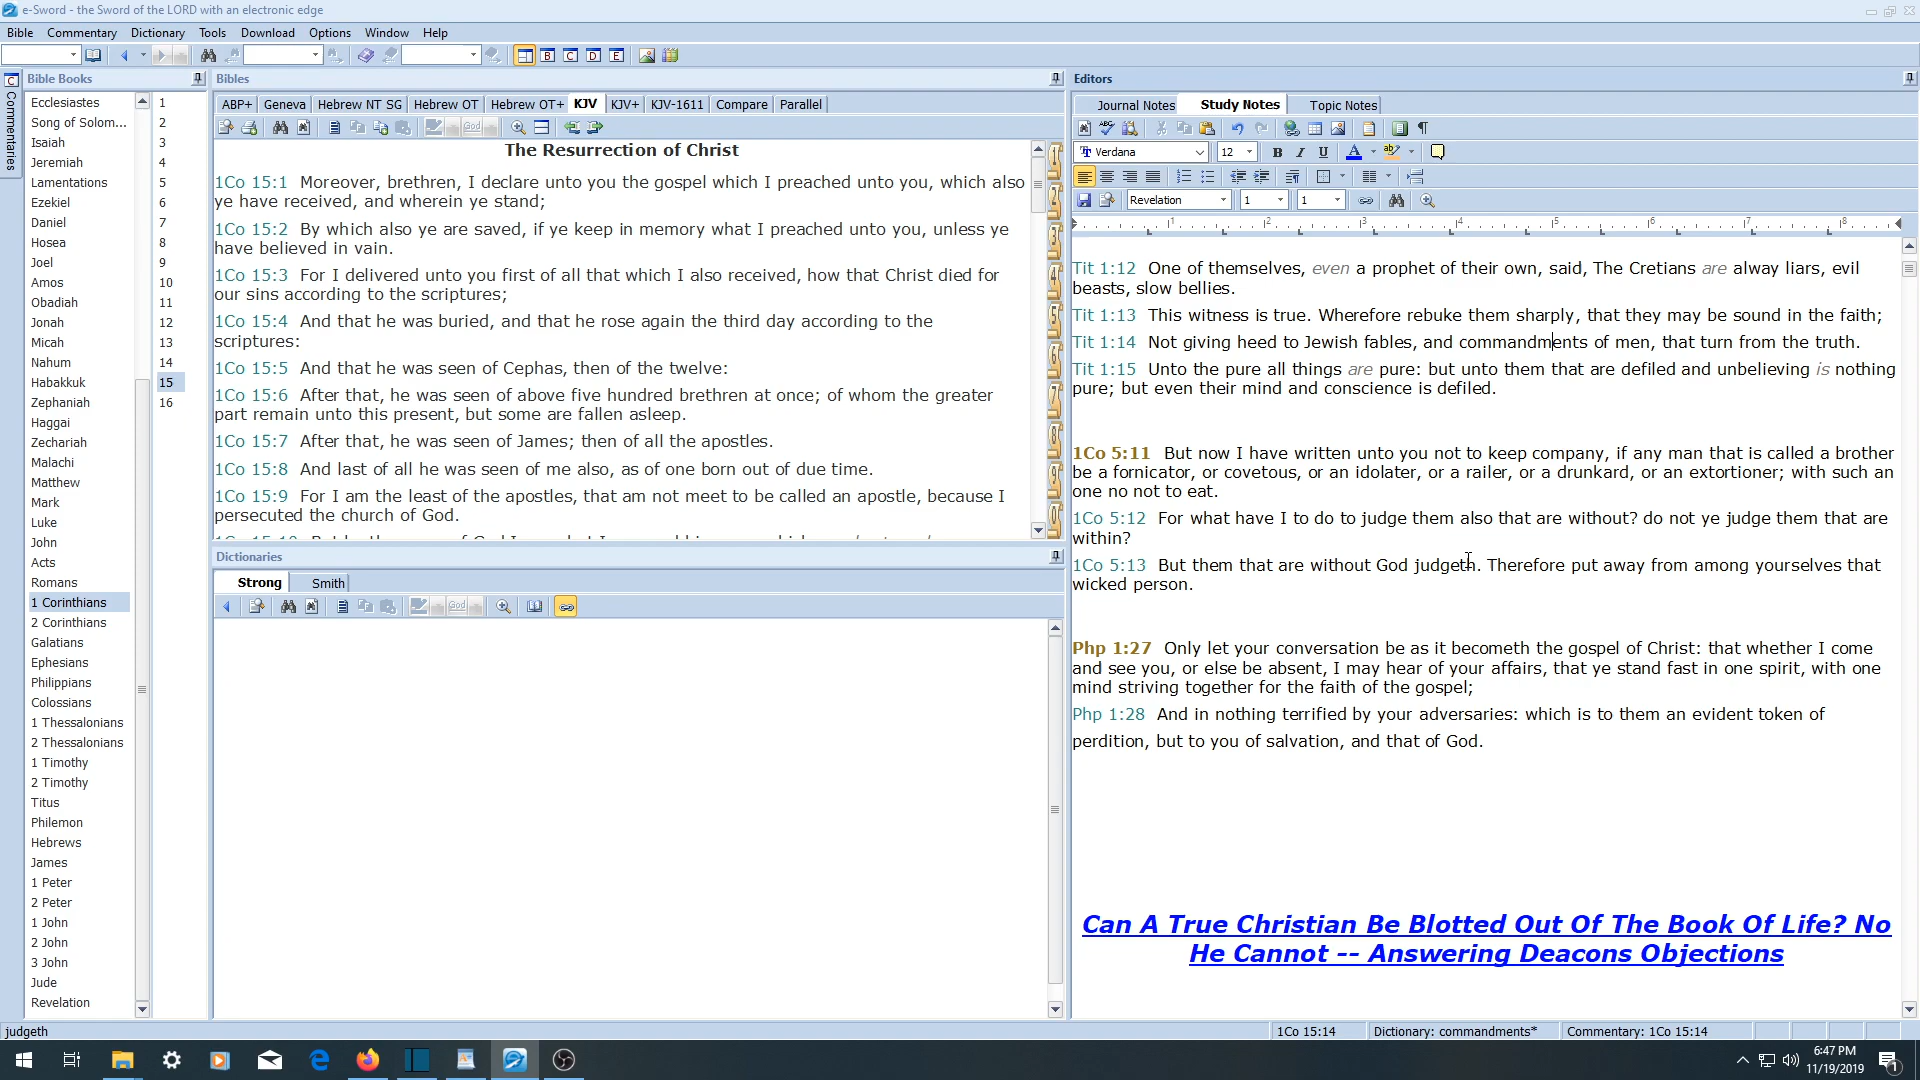 e-Sword - the Sword of the LORD with an electronic edge
Bible Commentary Dictionary Tools Download Options Window Help
B C D E
Commentaries
Bible Books
Ecclesiastes
Song of Solom...
Isaiah
Jeremiah
Lamentations
Ezekiel
Daniel
Hosea
Joel
Amos
Obadiah
Jonah
Micah
Nahum
Habakkuk
Zephaniah
Haggai
Zechariah
Malachi
Matthew
Mark
Luke
John
Acts
Romans
1 Corinthians
2 Corinthians
Galatians
Ephesians
Philippians
Colossians
1 Thessalonians
2 Thessalonians
1 Timothy
2 Timothy
Titus
Philemon
Hebrews
James
1 Peter
2 Peter
1 John
2 John
3 John
Jude
Revelation
1
2
3
4
5
6
7
8
9
10
11
12
13
14
15
16
Bibles
ABP+ Geneva Hebrew NT SG Hebrew OT Hebrew OT+ KJV KJV+ KJV-1611 Compare Parallel
The Resurrection of Christ
1Co 15:1 Moreover, brethren, I declare unto you the gospel which I preached unto you, which also
ye have received, and wherein ye stand;
1Co 15:2 By which also ye are saved, if ye keep in memory what I preached unto you, unless ye
have believed in vain.
1Co 15:3 For I delivered unto you first of all that which I also received, how that Christ died for
our sins according to the scriptures;
1Co 15:4 And that he was buried, and that he rose again the third day according to the
scriptures:
1Co 15:5 And that he was seen of Cephas, then of the twelve:
1Co 15:6 After that, he was seen of above five hundred brethren at once; of whom the greater
part remain unto this present, but some are fallen asleep.
1Co 15:7 After that, he was seen of James; then of all the apostles.
1Co 15:8 And last of all he was seen of me also, as of one born out of due time.
1Co 15:9 For I am the least of the apostles, that am not meet to be called an apostle, because I
persecuted the church of God.
Dictionaries
Strong Smith
Editors
Journal Notes Study Notes Topic Notes
Verdana 12 B I U
Revelation 1 1
1 2 3 4 5 6 7 8
Tit 1:12 One of themselves, even a prophet of their own, said, The Cretians are alway liars, evil
beasts, slow bellies.
Tit 1:13 This witness is true. Wherefore rebuke them sharply, that they may be sound in the faith;
Tit 1:14 Not giving heed to Jewish fables, and commandments of men, that turn from the truth.
Tit 1:15 Unto the pure all things are pure: but unto them that are defiled and unbelieving is nothing
pure; but even their mind and conscience is defiled.
1Co 5:11 But now I have written unto you not to keep company, if any man that is called a brother
be a fornicator, or covetous, or an idolater, or a railer, or a drunkard, or an extortioner; with such an
one no not to eat.
1Co 5:12 For what have I to do to judge them also that are without? do not ye judge them that are
within?
1Co 5:13 But them that are without God judgeth. Therefore put away from among yourselves that
wicked person.
Php 1:27 Only let your conversation be as it becometh the gospel of Christ: that whether I come
and see you, or else be absent, I may hear of your affairs, that ye stand fast in one spirit, with one
mind striving together for the faith of the gospel;
Php 1:28 And in nothing terrified by your adversaries: which is to them an evident token of
perdition, but to you of salvation, and that of God.
Can A True Christian Be Blotted Out Of The Book Of Life? No
He Cannot -- Answering Deacons Objections
judgeth
1Co 15:14
Dictionary: commandments*
Commentary: 1Co 15:14
6:47 PM
11/19/2019
1